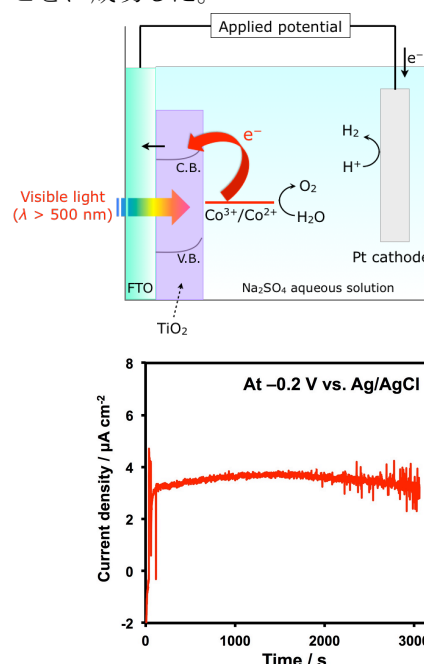 Applied potential
e⁻
H₂
e⁻
C.B.
H⁺
O₂
Visible light
(λ > 500 nm)
Co³⁺/Co²⁺
H₂O
V.B.
Pt cathode
FTO
Na₂SO₄ aqueous solution
TiO₂
8
At –0.2 V vs. Ag/AgCl
6
4
2
0
-2
Current density / μA cm⁻²
0
1000
2000
3000
Time / s